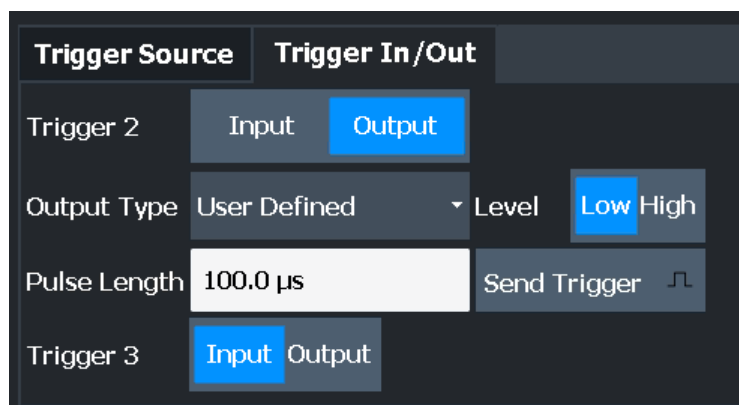 Trigger Source Trigger In/Out
Trigger 2 Input Output
Output Type User Defined Level Low High
Pulse Length 100.0 µs Send Trigger
Trigger 3 Input Output